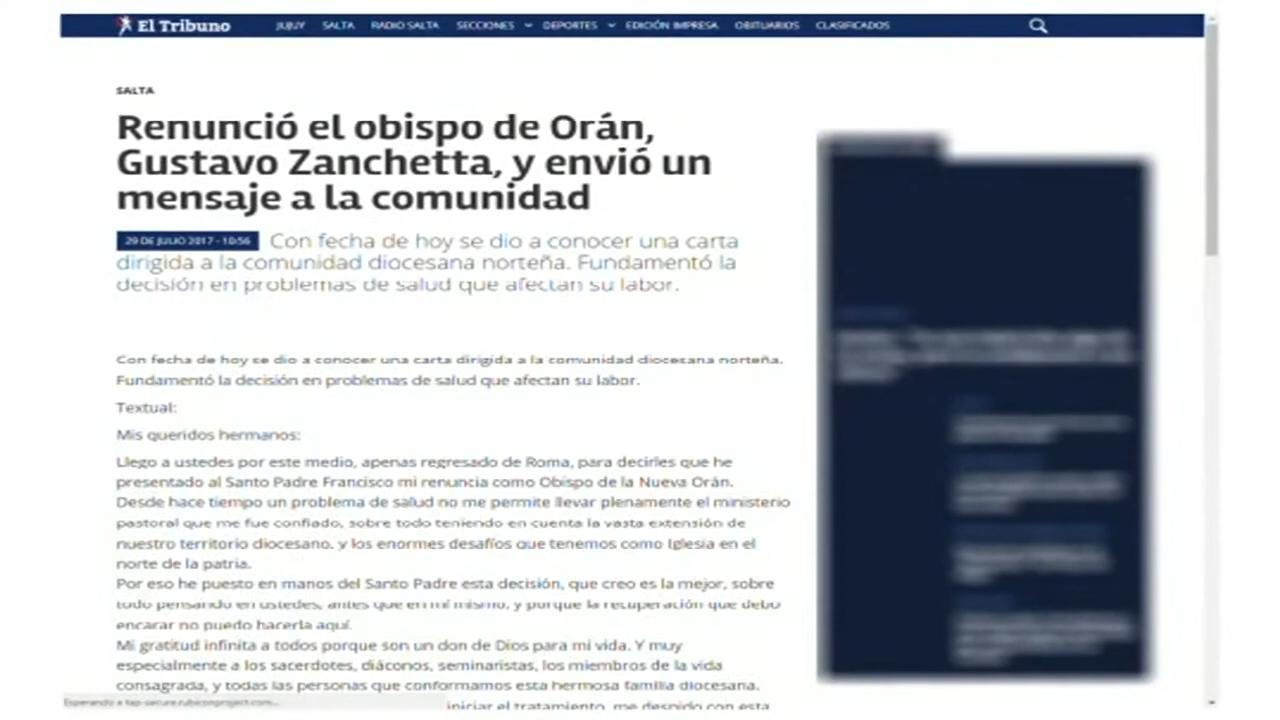 El Tribuno
JUJUY SALTA RADIO SALTA SECCIONES DEPORTES EDICIÓN IMPRESA OBITUARIOS CLASIFICADOS
SALTA
Renunció el obispo de Orán,
Gustavo Zanchetta, y envió un
mensaje a la comunidad
29 DE JULIO 2017 - 10:56 Con fecha de hoy se dio a conocer una carta
dirigida a la comunidad diocesana norteña. Fundamentó la
decisión en problemas de salud que afectan su labor.
Con fecha de hoy se dio a conocer una carta dirigida a la comunidad diocesana norteña.
Fundamentó la decisión en problemas de salud que afectan su labor.
Textual:
Mis queridos hermanos:
Llego a ustedes por este medio, apenas regresado de Roma, para decirles que he
presentado al Santo Padre Francisco mi renuncia como Obispo de la Nueva Orán.
Desde hace tiempo un problema de salud no me permite llevar plenamente el ministerio
pastoral que me fue confiado, sobre todo teniendo en cuenta la vasta extensión de
nuestro territorio diocesano, y los enormes desafíos que tenemos como Iglesia en el
norte de la patria.
Por eso he puesto en manos del Santo Padre esta decisión, que creo es la mejor, sobre
todo pensando en ustedes, antes que en mí mismo, y porque la recuperación que debo
encarar no puedo hacerla aquí.
Mi gratitud infinita a todos porque son un don de Dios para mi vida. Y muy
especialmente a los sacerdotes, diáconos, seminaristas, los miembros de la vida
consagrada, y todas las personas que conformamos esta hermosa familia diocesana.
iniciar el tratamiento, me despido con esta
Esperando a tap-secure.rubiconproject.com...